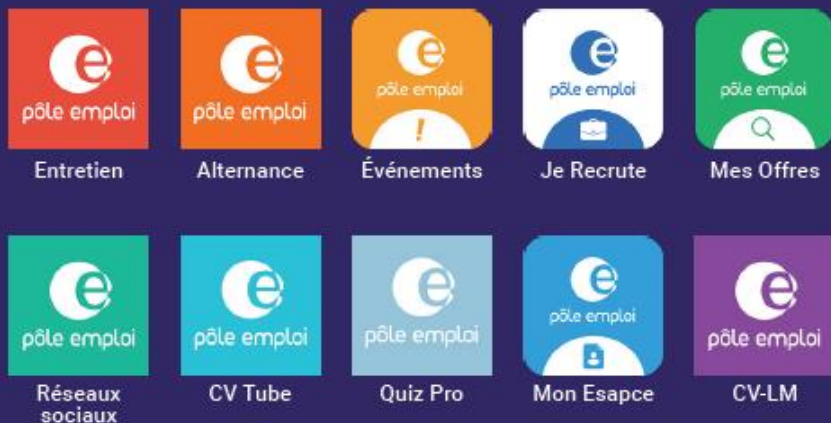 pôle emploi
pôle emploi
pôle emploi
pôle emploi
pôle emploi
!
Entretien
Alternance
Événements
Je Recrute
Mes Offres
pôle emploi
pôle emploi
pôle emploi
pôle emploi
pôle emploi
Réseaux
sociaux
CV Tube
Quiz Pro
Mon Esapce
CV-LM